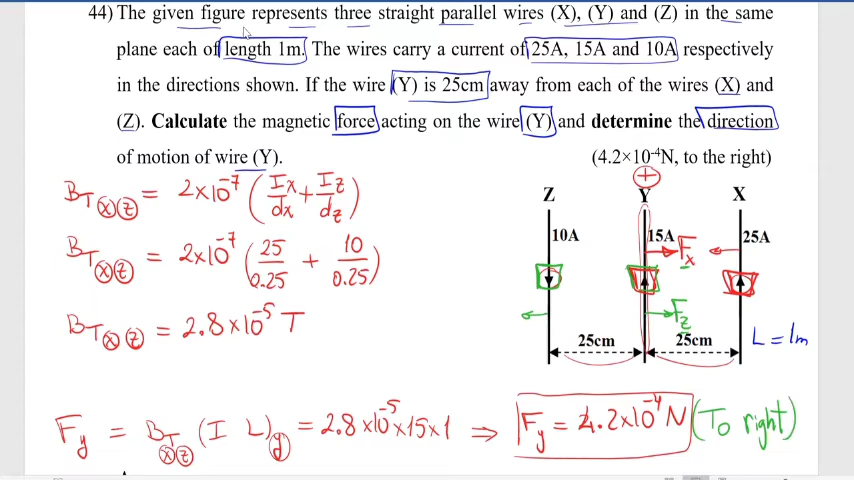 44) The given figure represents three straight parallel wires (X), (Y) and (Z) in the same
plane each of length 1m. The wires carry a current of 25A, 15A and 10A respectively
in the directions shown. If the wire (Y) is 25cm away from each of the wires (X) and
(Z). Calculate the magnetic force acting on the wire (Y) and determine the direction
of motion of wire (Y). (4.2×10⁻⁴N, to the right)
B_T(x)(z) = 2×10⁻⁷ (Ix/dx + Iz/dz)
B_T(x)(z) = 2×10⁻⁷ (25/0.25 + 10/0.25)
B_T(x)(z) = 2.8×10⁻⁵ T
+
Z Y X
10A 15A 25A
Fx
Fz
25cm 25cm
L = 1m
Fy = B_T(x)(z) (I L)y = 2.8×10⁻⁵×15×1 ⇒ Fy = 4.2×10⁻⁴ N (To right)